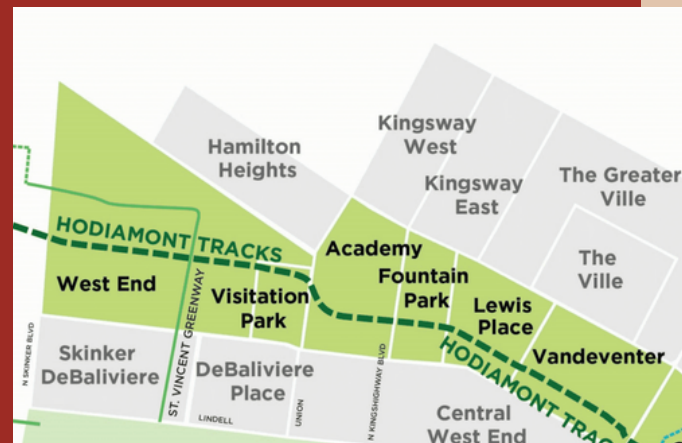 Kingsway
West
Hamilton
Heights
The Greater
Ville
Kingsway
East
HODIAMONT TRACKS
Academy
The
Ville
West End
Visitation
Park
Fountain
Park
Lewis
Place
HODIAMONT TRAC
Vandeventer
N SKINKER BLVD
Skinker
DeBaliviere
ST. VINCENT GREENWAY
DeBaliviere
Place
LINDELL
UNION
N KINGSHIGHWAY BLVD
Central
West End